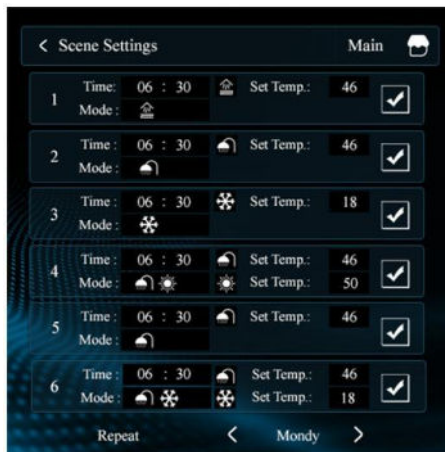 < Scene Settings Main
1 Time: 06 : 30 Set Temp.: 46
Mode :
2 Time : 06 : 30 Set Temp.: 46
Mode :
3 Time : 06 : 30 Set Temp.: 18
Mode :
4 Time : 06 : 30 Set Temp.: 46
Mode : Set Temp.: 50
5 Time : 06 : 30 Set Temp.: 46
Mode :
6 Time : 06 : 30 Set Temp.: 46
Mode : Set Temp.: 18
Repeat < Mondy >